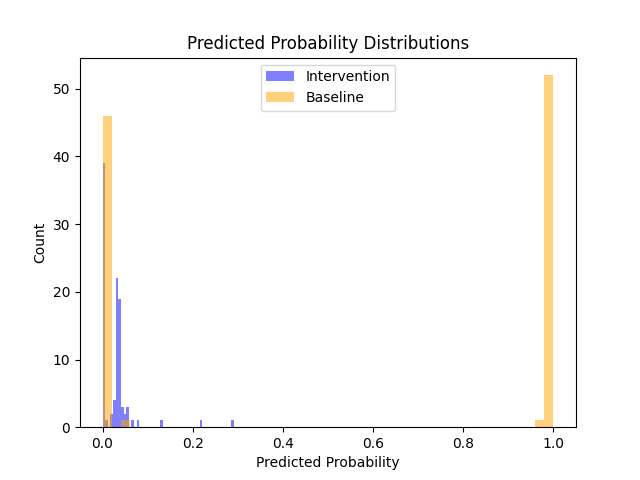 Predicted Probability Distributions
Intervention
Baseline
50
40
30
20
10
0
Count
0.0 0.2 0.4 0.6 0.8 1.0
Predicted Probability